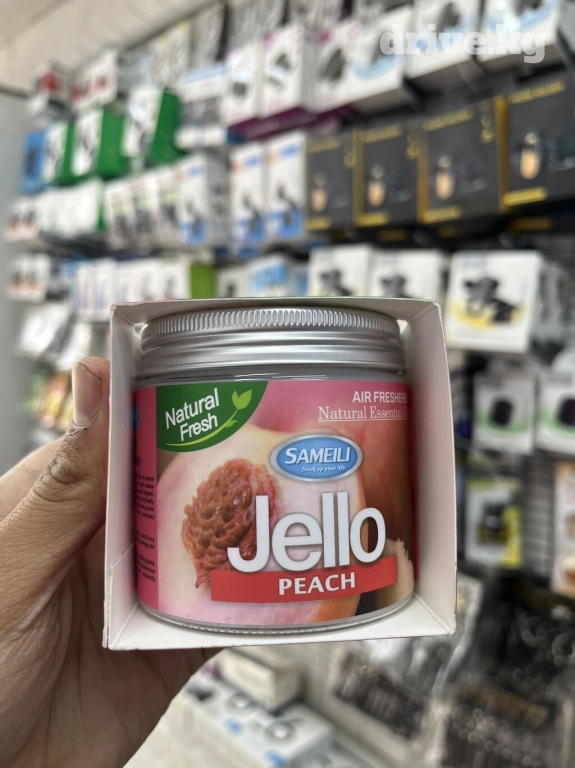 drive.kg
Natural
Fresh
AIR FRESHENER
Natural Essential
SAMEILI
fresh up your life
Jello
PEACH